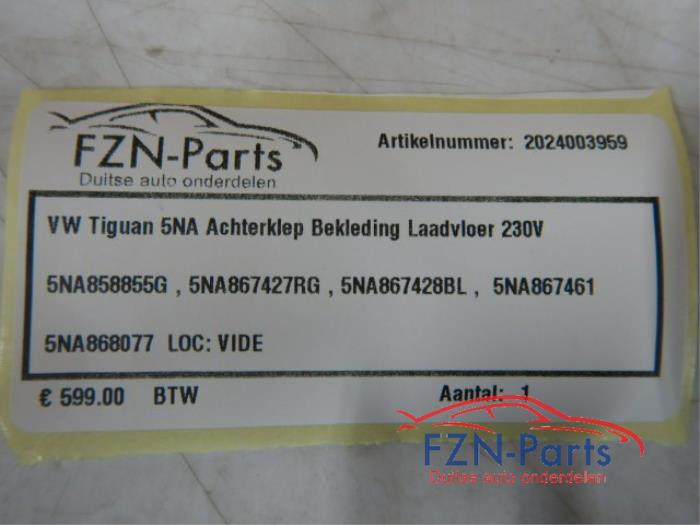 FZN-Parts
Duitse auto onderdelen
Artikelnummer: 2024003959
VW Tiguan 5NA Achterklep Bekleding Laadvloer 230V
5NA858855G , 5NA867427RG , 5NA867428BL , 5NA867461
5NA868077 LOC: VIDE
€ 599.00 BTW Aantal: 1
FZN-Parts
Duitse auto onderdelen